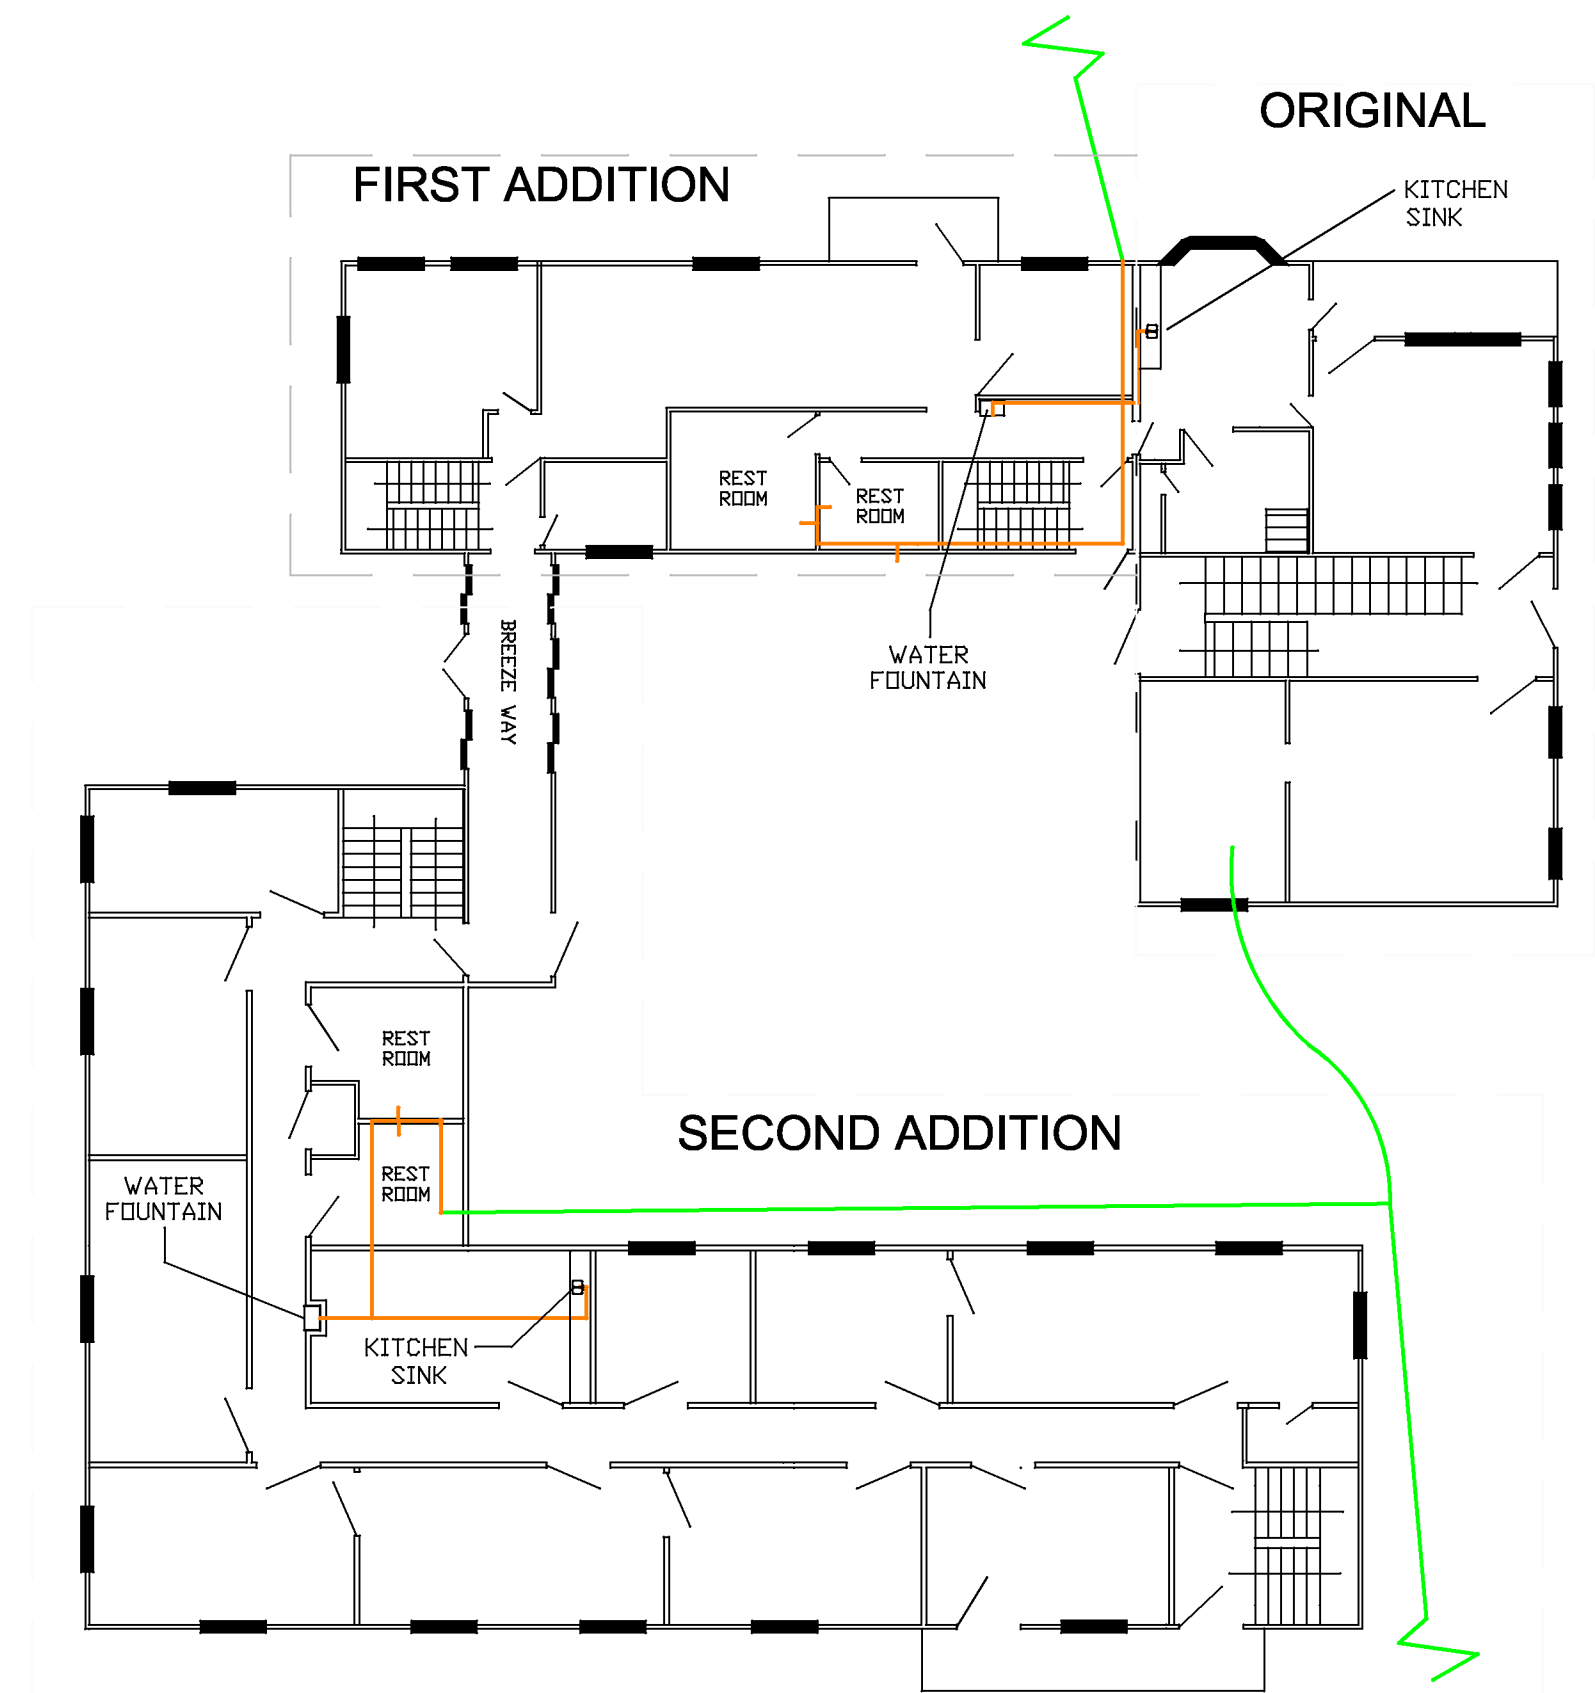 ORIGINAL
FIRST ADDITION
KITCHEN
SINK
REST
ROOM
REST
ROOM
BREEZE WAY
WATER
FOUNTAIN
REST
ROOM
SECOND ADDITION
REST
ROOM
WATER
FOUNTAIN
KITCHEN
SINK